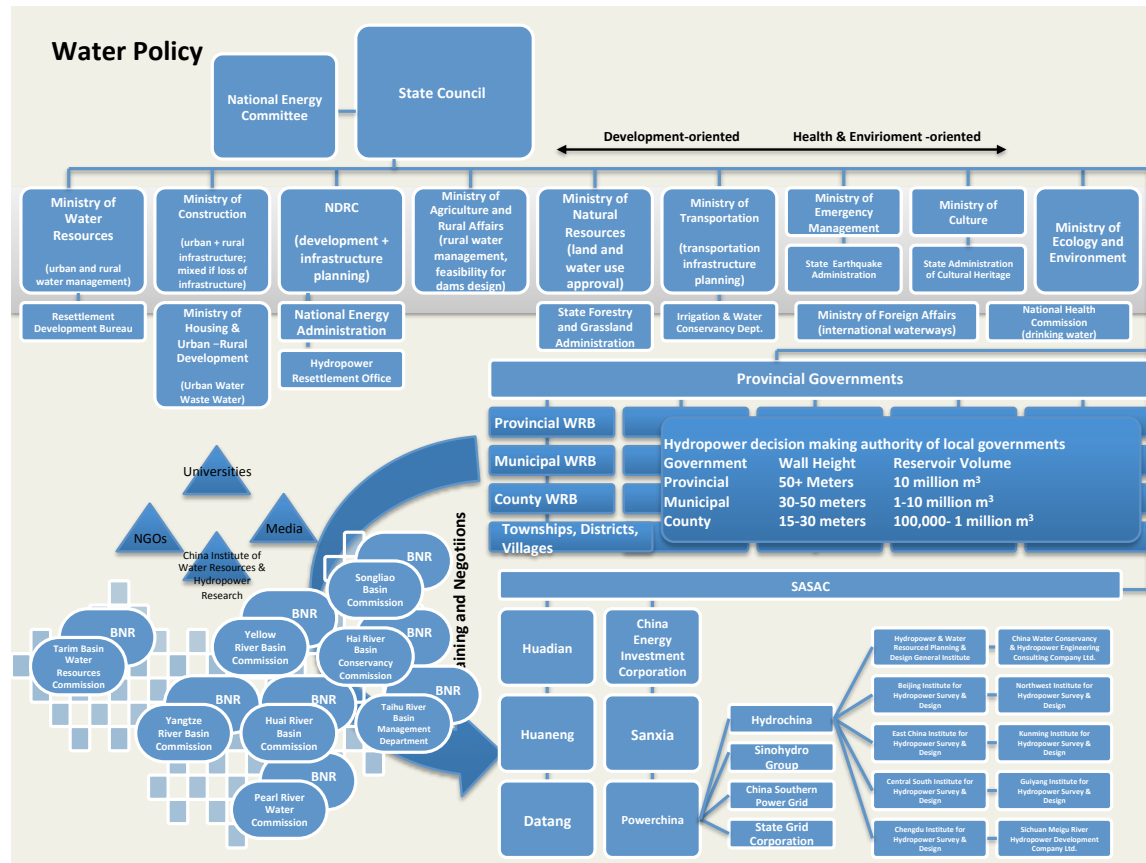 Water Policy
National Energy
Committee
State Council
Development-oriented
Health & Envirioment -oriented
Ministry of
Water
Resources
(urban and rural
water management)
Ministry of
Construction
(urban + rural
infrastructure;
mixed if loss of
infrastructure)
NDRC
(development +
infrastructure
planning)
Ministry of
Agriculture and
Rural Affairs
(rural water
management,
feasibility for
dams design)
Ministry of
Natural
Resources
(land and
water use
approval)
Ministry of
Transportation
(transportation
infrastructure
planning)
Ministry of
Emergency
Management
State Earthquake
Administration
Ministry of
Culture
State Administration
of Cultural Heritage
Ministry of
Ecology and
Environment
Resettlement
Development Bureau
Ministry of
Housing &
Urban –Rural
Development
(Urban Water
Waste Water)
National Energy
Administration
Hydropower
Resettlement Office
State Forestry
and Grassland
Administration
Irrigation & Water
Conservancy Dept.
Ministry of Foreign Affairs
(international waterways)
National Health
Commission
(drinking water)
Provincial Governments
Provincial WRB
Municipal WRB
County WRB
Townships, Districts,
Villages
Hydropower decision making authority of local governments
Government Wall Height Reservoir Volume
Provincial 50+ Meters 10 million m³
Municipal 30-50 meters 1-10 million m³
County 15-30 meters 100,000- 1 million m³
Universities
NGOs
Media
China Institute of
Water Resources &
Hydropower
Research
BNR
Songliao
Basin
Commission
BNR
Tarim Basin
Water
Resources
Commission
BNR
Yellow
River Basin
Commission
BNR
Hai River
Basin
Conservancy
Commission
BNR
Yangtze
River Basin
Commission
BNR
Huai River
Basin
Commission
BNR
Taihu River
Basin
Management
Department
BNR
Pearl River
Water
Commission
aining and Negotiions
SASAC
Huadian
China
Energy
Investment
Corporation
Huaneng
Sanxia
Datang
Powerchina
Hydrochina
Sinohydro
Group
China Southern
Power Grid
State Grid
Corporation
Hydropower & Water
Resourced Planning &
Design General Institute
China Water Conservancy
& Hydropower Engineering
Consulting Company Ltd.
Beijing Institute for
Hydropower Survey &
Design
Northwest Institute for
Hydropower Survey &
Design
East China Institute for
Hydropower Survey &
Design
Kunming Institute for
Hydropower Survey &
Design
Central South Institute for
Hydropower Survey &
Design
Guiyang Institute for
Hydropower Survey &
Design
Chengdu Institute for
Hydropower Survey &
Design
Sichuan Meigu River
Hydropower Development
Company Ltd.